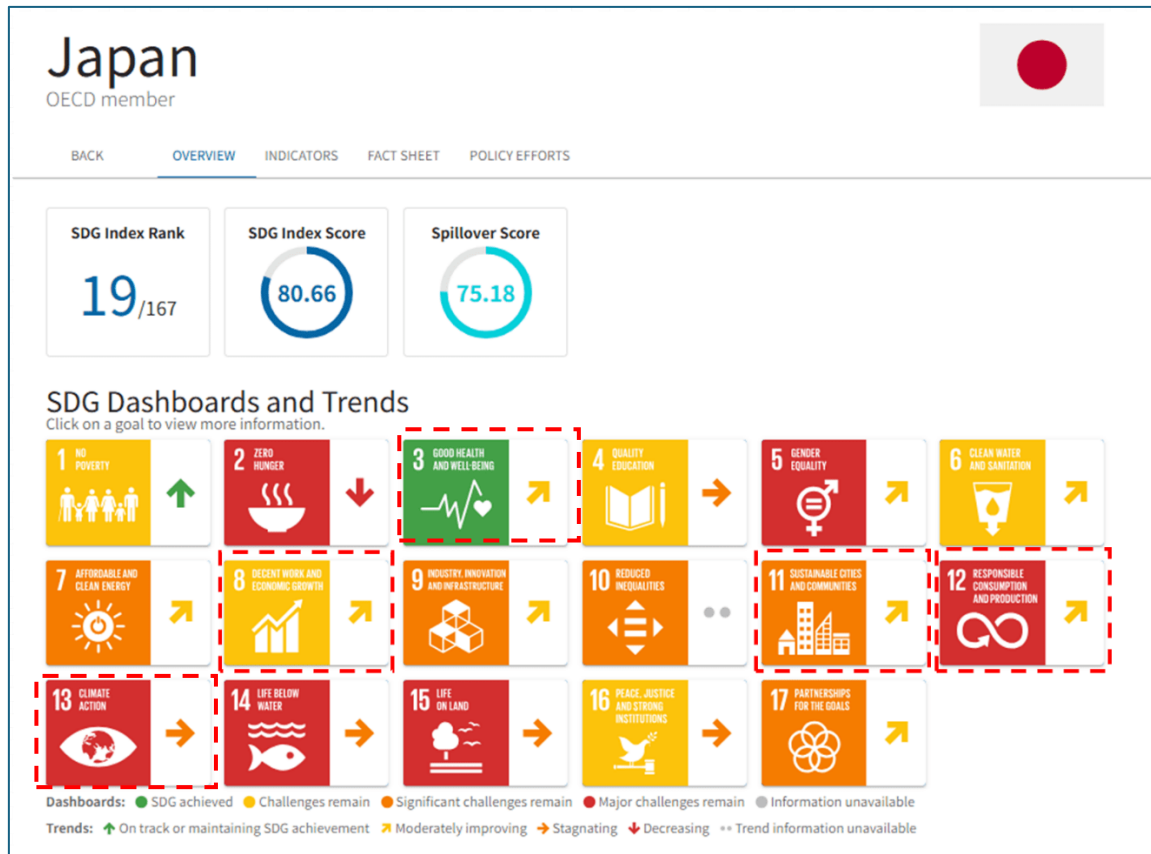 Japan
OECD member
BACK OVERVIEW INDICATORS FACT SHEET POLICY EFFORTS
SDG Index Rank
19/167
SDG Index Score
80.66
Spillover Score
75.18
SDG Dashboards and Trends
Click on a goal to view more information.
1 NO
POVERTY
2 ZERO
HUNGER
3 GOOD HEALTH
AND WELL-BEING
4 QUALITY
EDUCATION
5 GENDER
EQUALITY
6 CLEAN WATER
AND SANITATION
7 AFFORDABLE AND
CLEAN ENERGY
8 DECENT WORK AND
ECONOMIC GROWTH
9 INDUSTRY, INNOVATION
AND INFRASTRUCTURE
10 REDUCED
INEQUALITIES
11 SUSTAINABLE CITIES
AND COMMUNITIES
12 RESPONSIBLE
CONSUMPTION
AND PRODUCTION
13 CLIMATE
ACTION
14 LIFE BELOW
WATER
15 LIFE
ON LAND
16 PEACE, JUSTICE
AND STRONG
INSTITUTIONS
17 PARTNERSHIPS
FOR THE GOALS
Dashboards: SDG achieved Challenges remain Significant challenges remain Major challenges remain Information unavailable
Trends: On track or maintaining SDG achievement Moderately improving Stagnating Decreasing Trend information unavailable